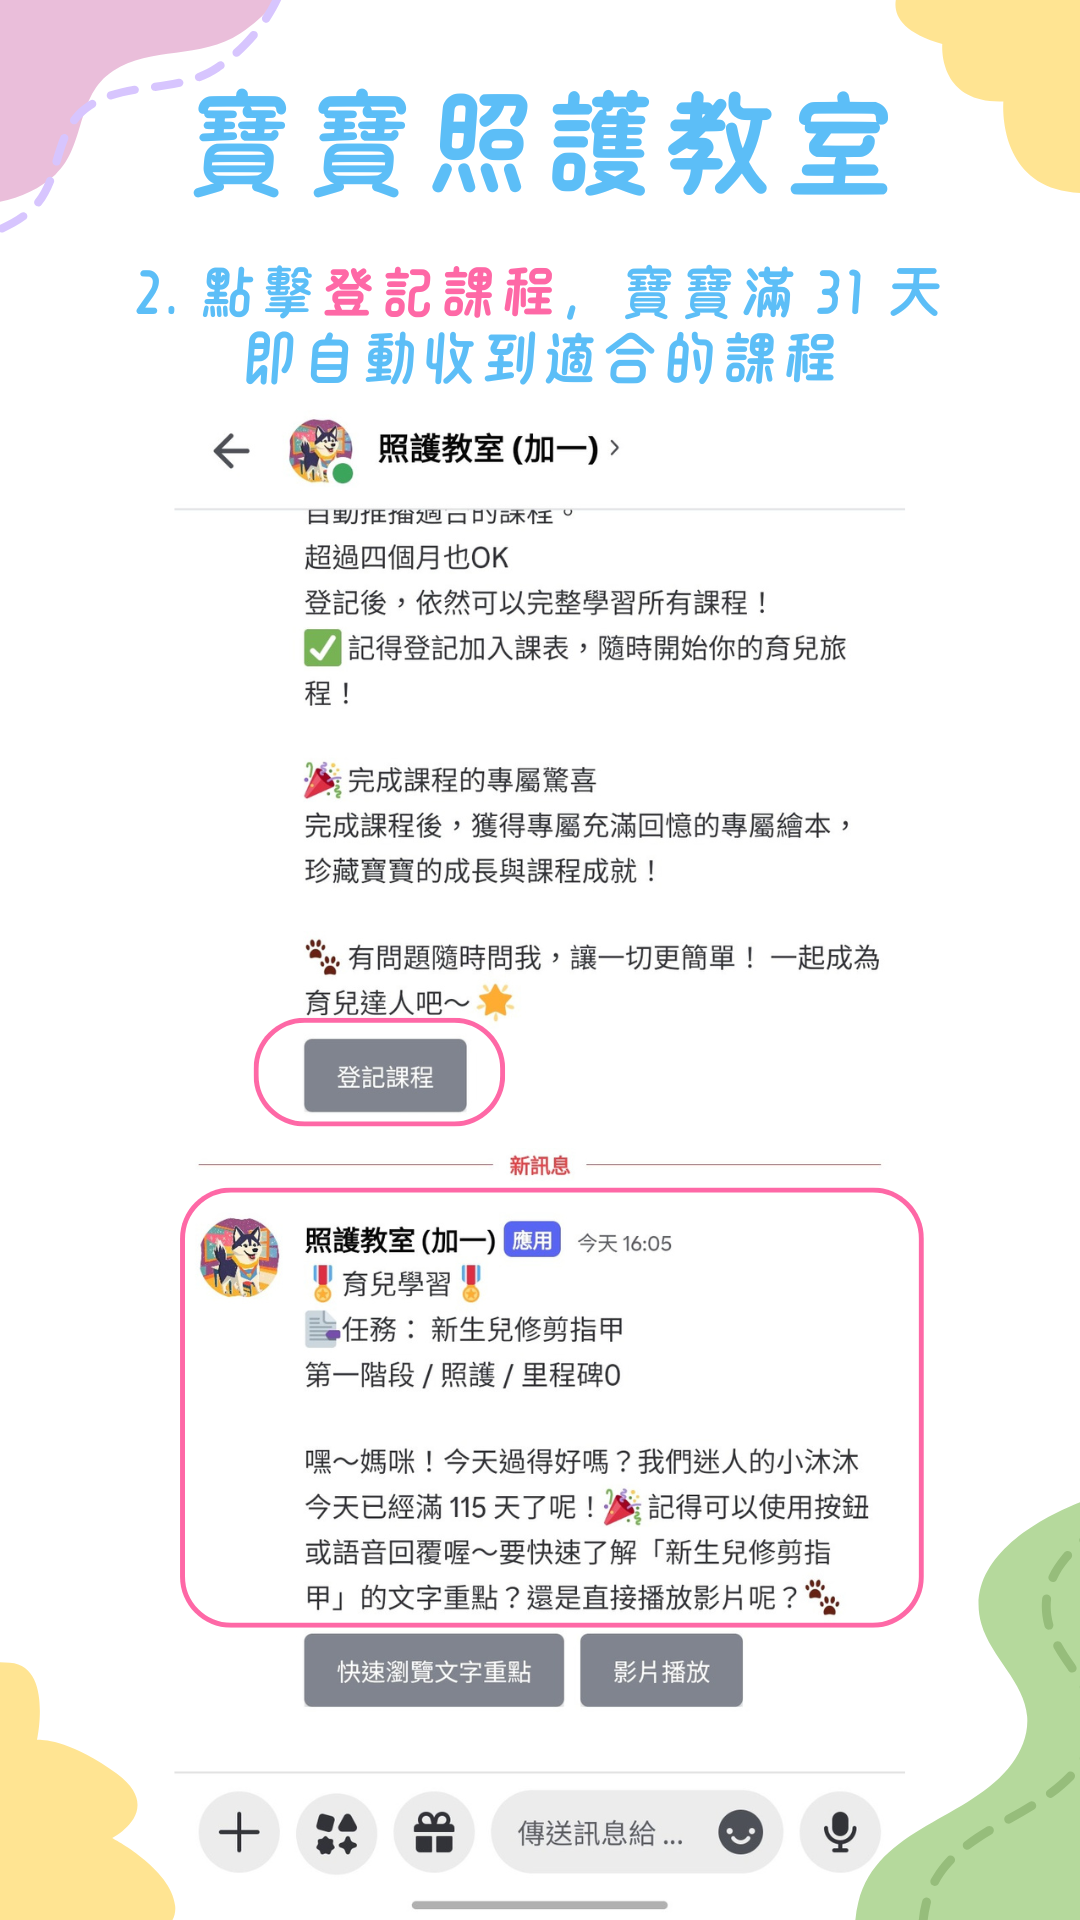 寶寶照護教室
2. 點擊登記課程, 寶寶滿 31 天
即自動收到適合的課程
照護教室 (加一)
自動推播適合的課程。
超過四個月也OK
登記後，依然可以完整學習所有課程！
✅ 記得登記加入課表，隨時開始你的育兒旅
程！
🎉 完成課程的專屬驚喜
完成課程後，獲得專屬充滿回憶的專屬繪本，
珍藏寶寶的成長與課程成就！
🐾 有問題隨時問我，讓一切更簡單！ 一起成為
育兒達人吧～ 🌟
登記課程
新訊息
照護教室 (加一) 應用 今天 16:05
🎖️育兒學習🎖️
任務： 新生兒修剪指甲
第一階段 / 照護 / 里程碑0
嘿～媽咪！今天過得好嗎？我們迷人的小沐沐
今天已經滿 115 天了呢！🎉 記得可以使用按鈕
或語音回覆喔～要快速了解「新生兒修剪指
甲」的文字重點？還是直接播放影片呢？🐾
快速瀏覽文字重點 影片播放
傳送訊息給 ...